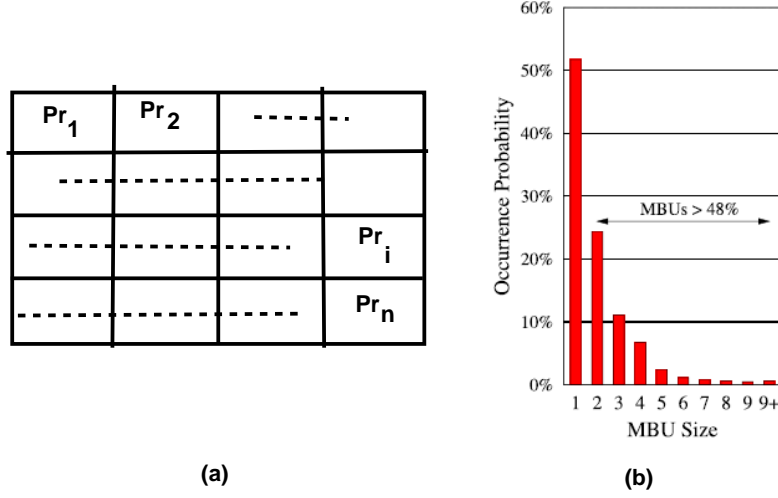 Pr1 Pr2
Pri
Prn
(a)
60%
50%
40%
30%
20%
10%
0%
Occurrence Probability
MBUs > 48%
1 2 3 4 5 6 7 8 9 9+
MBU Size
(b)